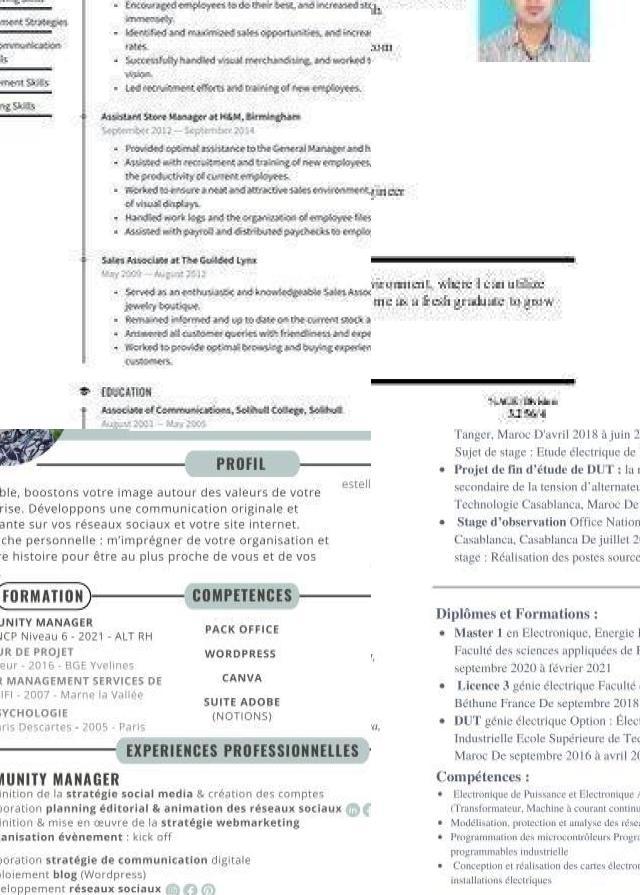 Encouraged employees to do their best, and increased
immensely.
ment Strategies
Identified and maximized sales opportunities, and
rates.
Successfully handled visual merchandising, and worked
vision.
ment Skills
Led recruitment efforts and training of new employees.
ng Skills
Assistant Store Manager at H&M, Birmingham
September 2012 — September 2014
Provided optimal assistance to the General Manager and h
Assisted with recruitment and training of new employees,
the productivity of current employees.
Worked to ensure a neat and attractive sales environment,
of visual displays.
Handled work logs and the organization of employee files
Assisted with payroll and distributed paychecks to emplo
Sales Associate at The Guilded Lynx
May 2009 — August 2012
Served as an enthusiastic and knowledgeable Sales Assoc
jewelry boutique.
Remained informed and up to date on the current stock a
Answered all customer queries with friendliness and expe
Worked to provide optimal browsing and buying experien
customers.
EDUCATION
Associate of Communications, Solihull College, Solihull
August 2003 — May 2005
vironment, where I can utilize
me as a fresh graduate to grow
PROFIL
estell
ble, boostons votre image autour des valeurs de votre
rise. Développons une communication originale et
ante sur vos réseaux sociaux et votre site internet.
che personnelle : m'imprégner de votre organisation et
re histoire pour être au plus proche de vous et de vos
FORMATION
UNITY MANAGER
NCP Niveau 6 - 2021 - ALT RH
UR DE PROJET
eur - 2016 - BGE Yvelines
R MANAGEMENT SERVICES DE
IFI - 2007 - Marne la Vallée
SYCHOLOGIE
ris Descartes - 2005 - Paris
COMPETENCES
PACK OFFICE
WORDPRESS
CANVA
SUITE ADOBE
(NOTIONS)
EXPERIENCES PROFESSIONNELLES
MUNITY MANAGER
inition de la stratégie social media & création des comptes
boration planning éditorial & animation des réseaux sociaux
inition & mise en œuvre de la stratégie webmarketing
anisation évènement : kick off
boration stratégie de communication digitale
ploiement blog (Wordpress)
eloppement réseaux sociaux
Tanger, Maroc D'avril 2018 à juin 2
Sujet de stage : Etude électrique de
Projet de fin d'étude de DUT : la r
secondaire de la tension d'alternate
Technologie Casablanca, Maroc De
Stage d'observation Office Nation
Casablanca, Casablanca De juillet 20
stage : Réalisation des postes source
Diplômes et Formations :
Master 1 en Electronique, Energie
Faculté des sciences appliquées de
septembre 2020 à février 2021
Licence 3 génie électrique Faculté
Béthune France De septembre 2018
DUT génie électrique Option : Élect
Industrielle Ecole Supérieure de Tec
Maroc De septembre 2016 à avril 20
Compétences :
Electronique de Puissance et Electronique A
(Transformateur, Machine à courant continu
Modélisation, protection et analyse des rése
Programmation des microcontrôleurs Progra
programmables industrielle
Conception et réalisation des cartes électron
installations électriques